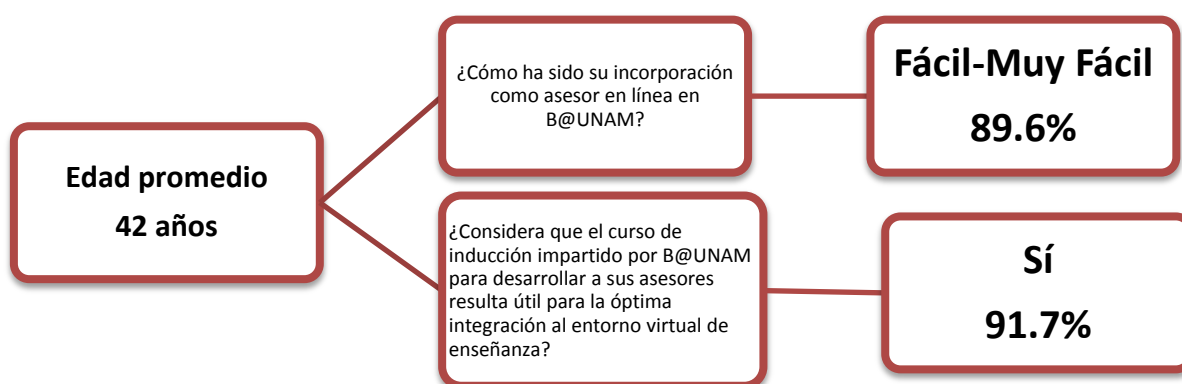 Edad promedio
42 años
¿Cómo ha sido su incorporación
como asesor en línea en
B@UNAM?
Fácil-Muy Fácil
89.6%
¿Considera que el curso de
inducción impartido por B@UNAM
para desarrollar a sus asesores
resulta útil para la óptima
integración al entorno virtual de
enseñanza?
Sí
91.7%